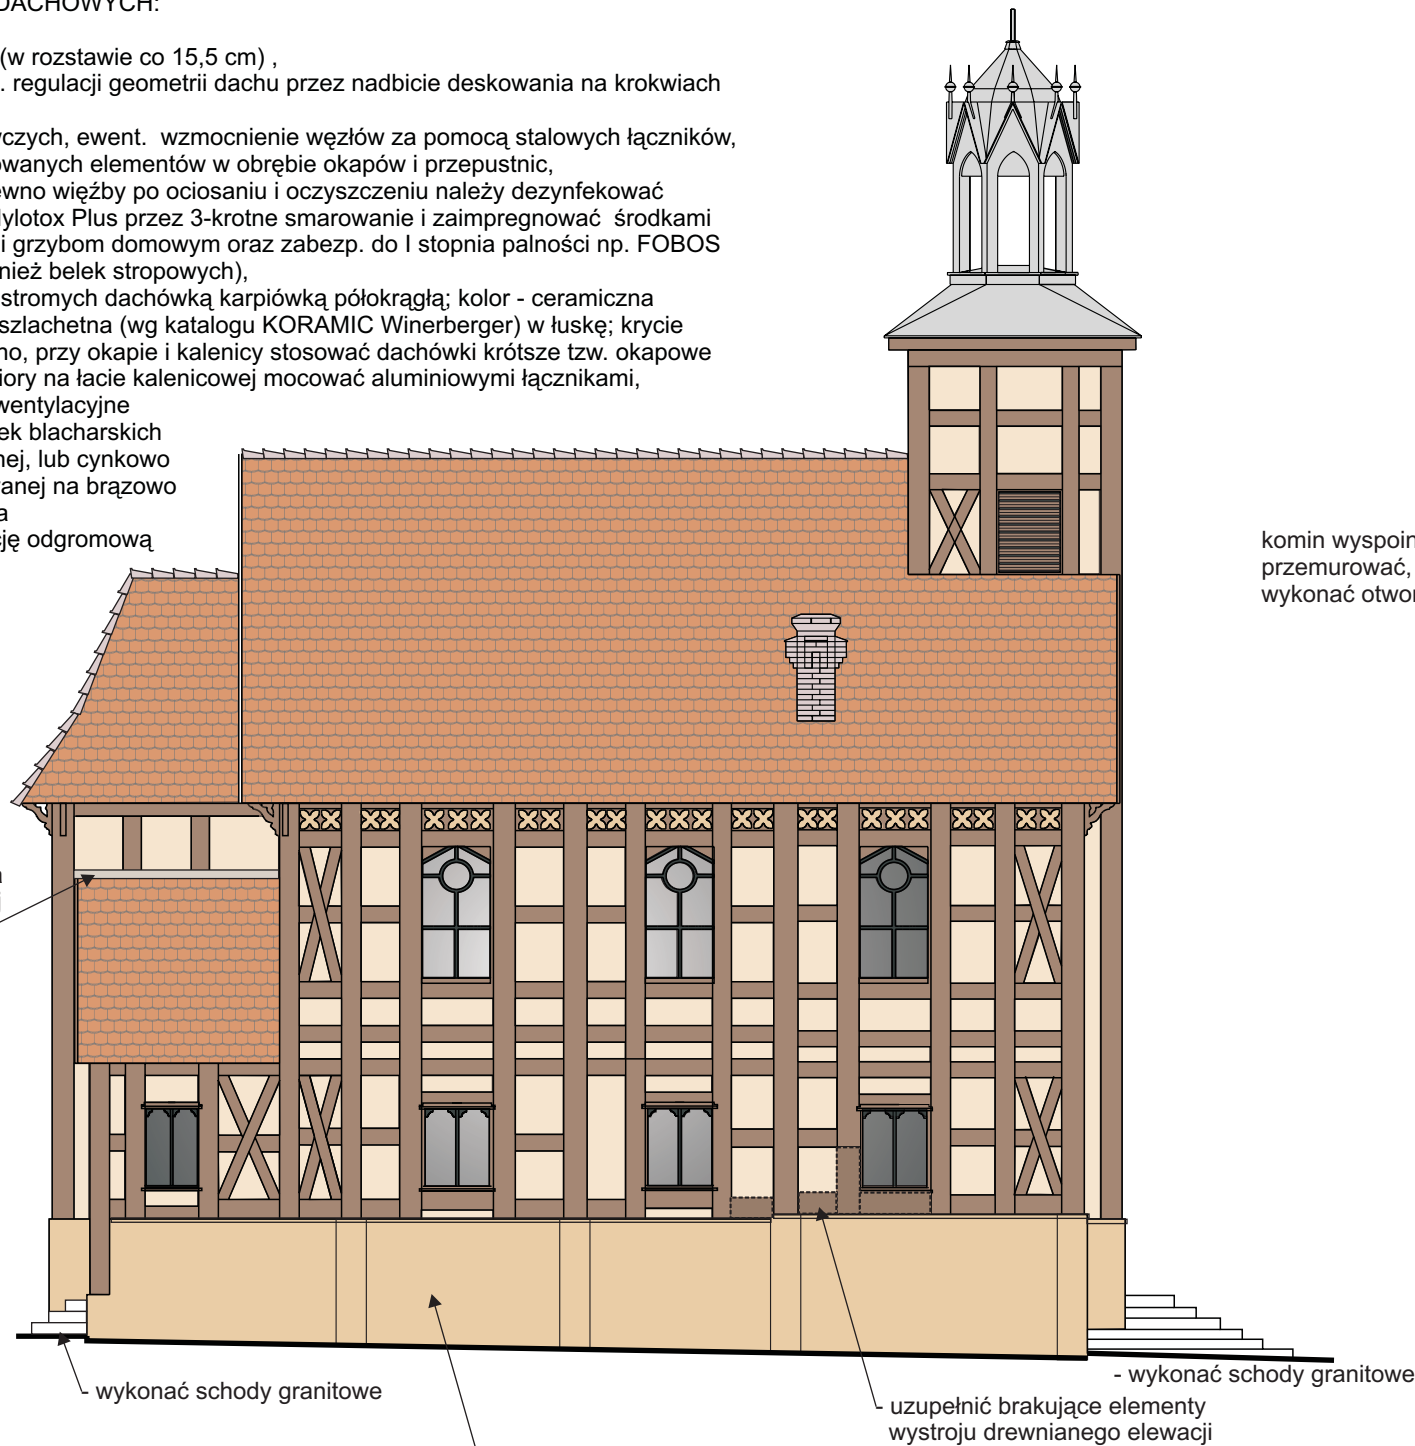 DACHOWYCH:
(w rozstawie co 15,5 cm) ,
. regulacji geometrii dachu przez nadbicie deskowania na krokwiach
wczych, ewent. wzmocnienie węzłów za pomocą stalowych łączników,
owanych elementów w obrębie okapów i przepustnic,
ewno więźby po ociosaniu i oczyszczeniu należy dezynfekować
Mylotox Plus przez 3-krotne smarowanie i zaimpregnować środkami
i grzybom domowym oraz zabezp. do I stopnia palności np. FOBOS
nież belek stropowych),
stromych dachówką karpiówką półokrągłą; kolor - ceramiczna
szlachetna (wg katalogu KORAMIC Winerberger) w łuskę; krycie
no, przy okapie i kalenicy stosować dachówki krótsze tzw. okapowe
iory na łacie kalenicowej mocować aluminiowymi łącznikami,
wentylacyjne
ek blacharskich
nej, lub cynkowo
anej na brązowo
a
cję odgromową
komin wyspoin
przemurować,
wykonać otwor
a
i
- wykonać schody granitowe
- wykonać schody granitowe
- uzupełnić brakujące elementy
wystroju drewnianego elewacji